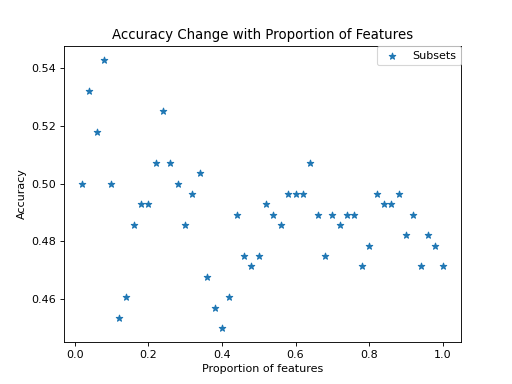 Accuracy Change with Proportion of Features
Subsets
0.54
0.52
0.50
0.48
0.46
Accuracy
0.0 0.2 0.4 0.6 0.8 1.0
Proportion of features